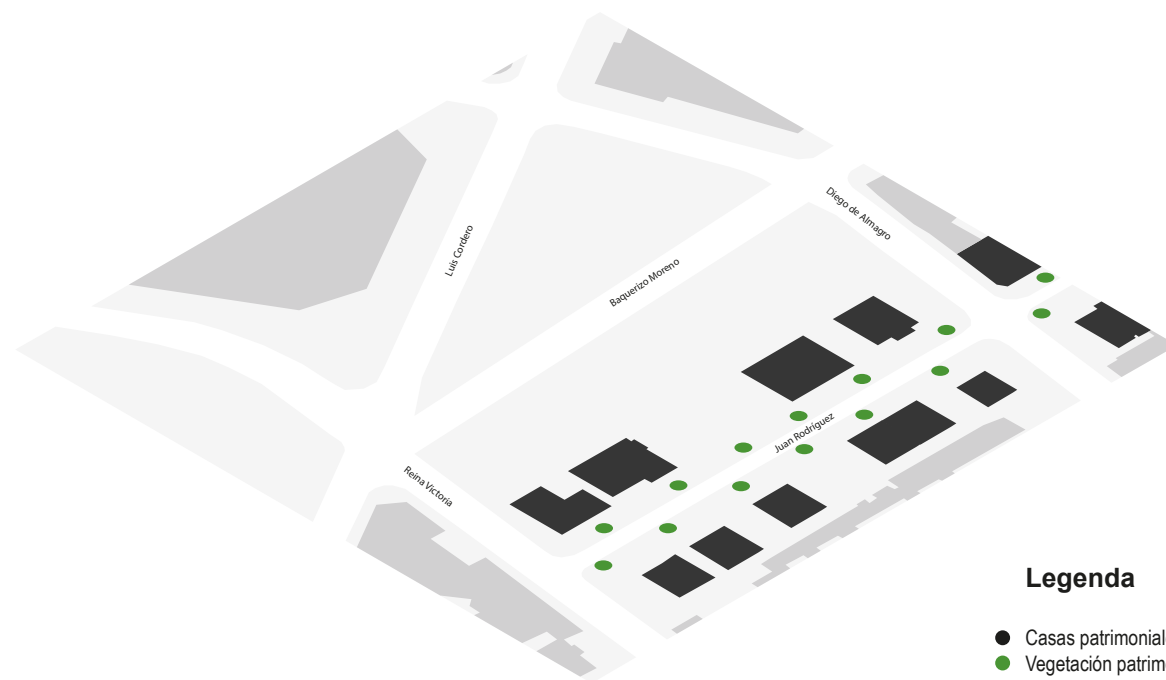 Diego de Almagro
Luis Cordero
Baquerizo Moreno
Juan Rodríguez
Reina Victoria
Legenda
Casas patrimonial
Vegetación patrim